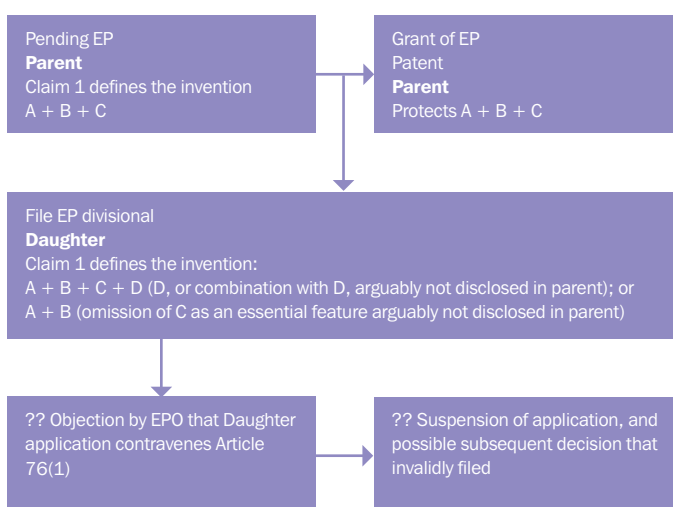 Pending EP
Parent
Claim 1 defines the invention
A + B + C
Grant of EP
Patent
Parent
Protects A + B + C
File EP divisional
Daughter
Claim 1 defines the invention:
A + B + C + D (D, or combination with D, arguably not disclosed in parent); or
A + B (omission of C as an essential feature arguably not disclosed in parent)
?? Objection by EPO that Daughter
application contravenes Article
76(1)
?? Suspension of application, and
possible subsequent decision that
invalidly filed